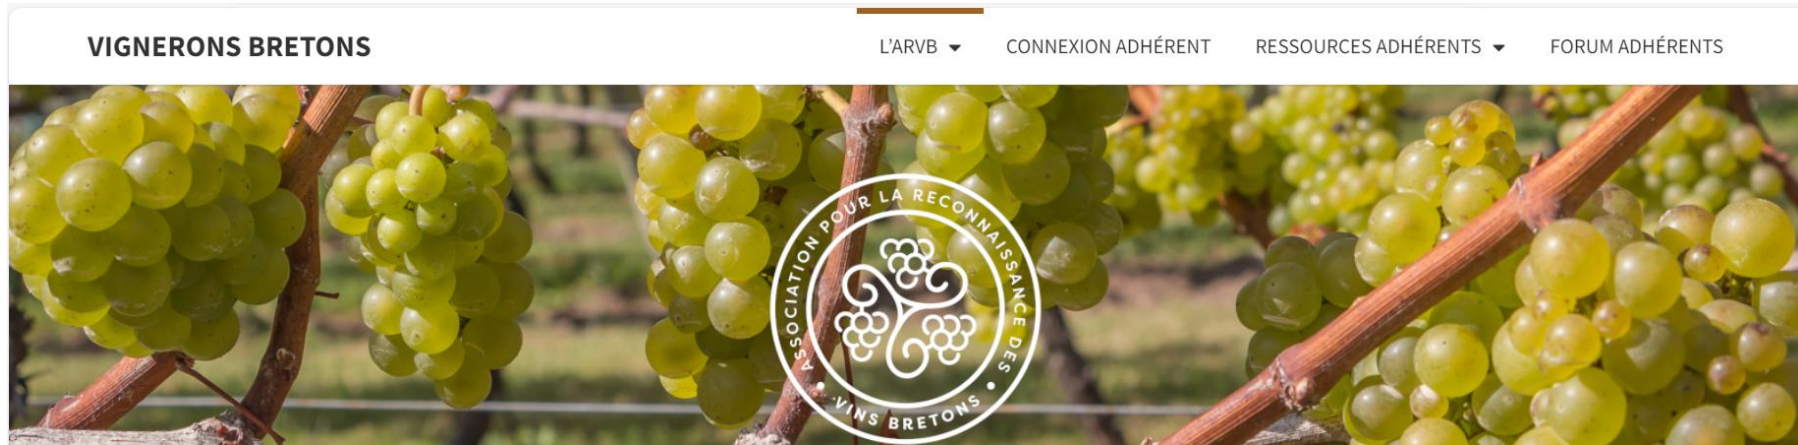 VIGNERONS BRETONS
L'ARVB
CONNEXION ADHÉRENT
RESSOURCES ADHÉRENTS
FORUM ADHÉRENTS
ASSOCIATION POUR LA RECONNAISSANCE DES
VINS BRETONS